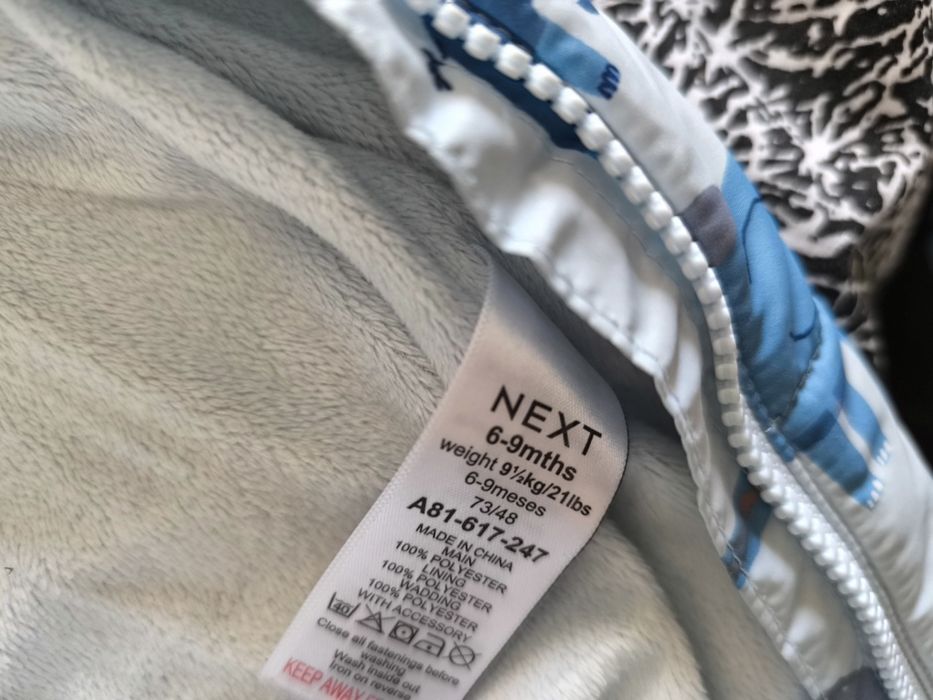 NEXT
6-9mths
weight 9½kg/21lbs
6-9meses
73/48
A81-617-247
MADE IN CHINA
MAIN
100% POLYESTER
LINING
100% POLYESTER
WADDING
100% POLYESTER
WITH ACCESSORY
40
Close all fastenings before
washing
Wash inside out
Iron on reverse
KEEP AWAY